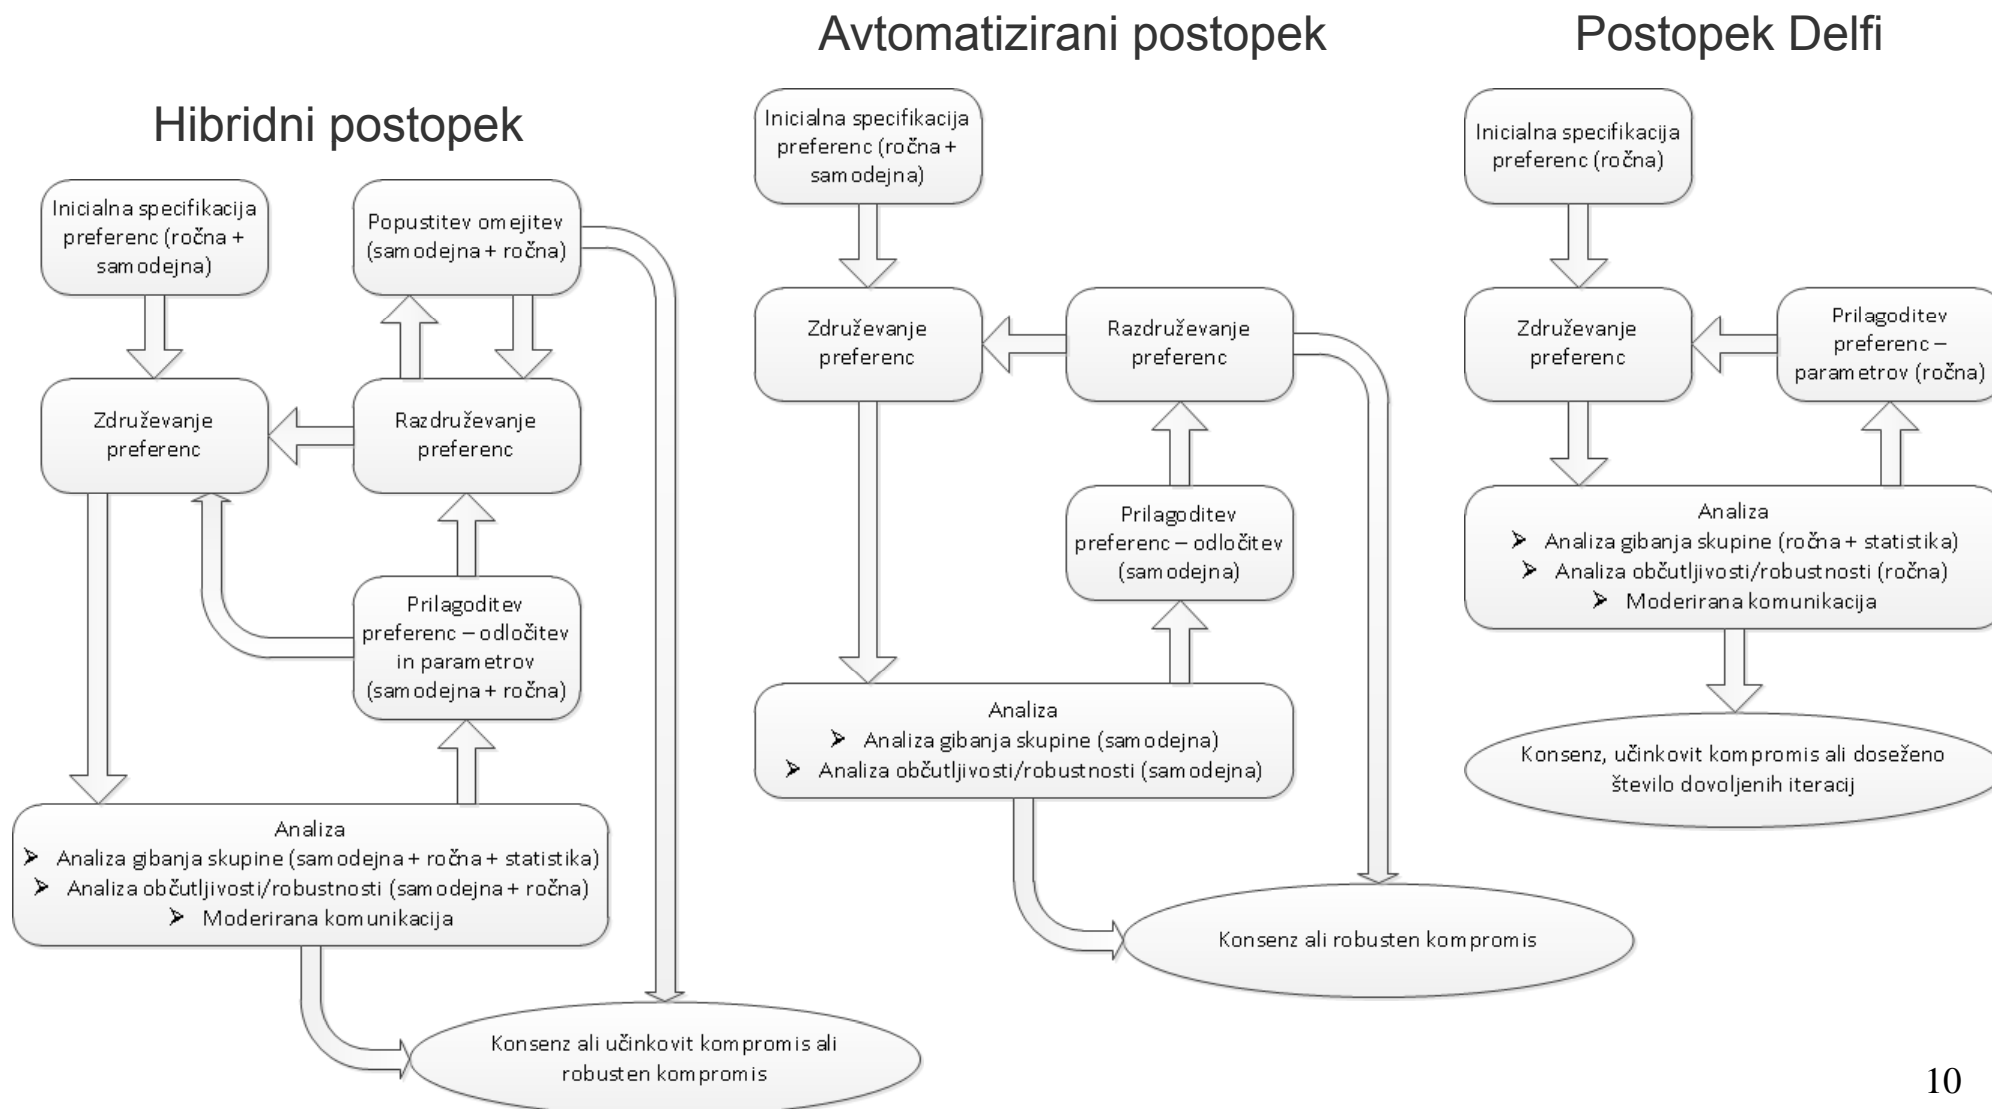 Hibridni postopek
Inicialna specifikacija
preferenc (ročna +
samodejna)
Popustitev omejitev
(samodejna + ročna)
Združevanje
preferenc
Razdruževanje
preferenc
Prilagoditev
preferenc – odločitev
in parametrov
(samodejna + ročna)
Analiza
➢ Analiza gibanja skupine (samodejna + ročna + statistika)
➢ Analiza občutljivosti/robustnosti (samodejna + ročna)
➢ Moderirana komunikacija
Konsenz ali učinkovit kompromis ali
robusten kompromis
Avtomatizirani postopek
Inicialna specifikacija
preferenc (ročna +
samodejna)
Združevanje
preferenc
Razdruževanje
preferenc
Prilagoditev
preferenc – odločitev
(samodejna)
Analiza
➢ Analiza gibanja skupine (samodejna)
➢ Analiza občutljivosti/robustnosti (samodejna)
Konsenz ali robusten kompromis
Postopek Delfi
Inicialna specifikacija
preferenc (ročna)
Združevanje
preferenc
Prilagoditev
preferenc –
parametrov (ročna)
Analiza
➢ Analiza gibanja skupine (ročna + statistika)
➢ Analiza občutljivosti/robustnosti (ročna)
➢ Moderirana komunikacija
Konsenz, učinkovit kompromis ali doseženo
število dovoljenih iteracij
10